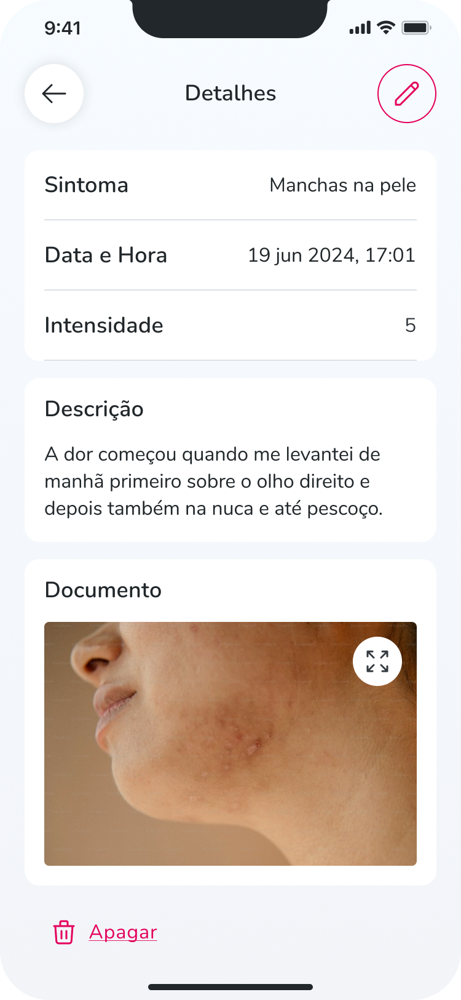 9:41
Detalhes
Sintoma Manchas na pele
Data e Hora 19 jun 2024, 17:01
Intensidade 5
Descrição
A dor começou quando me levantei de
manhã primeiro sobre o olho direito e
depois também na nuca e até pescoço.
Documento
Apagar